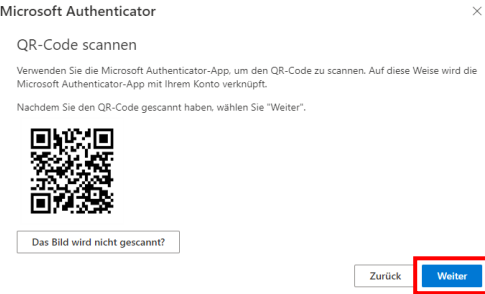 Microsoft Authenticator
QR-Code scannen
Verwenden Sie die Microsoft Authenticator-App, um den QR-Code zu scannen. Auf diese Weise wird die
Microsoft Authenticator-App mit Ihrem Konto verknüpft.
Nachdem Sie den QR-Code gescannt haben, wählen Sie "Weiter".
Das Bild wird nicht gescannt?
Zurück Weiter